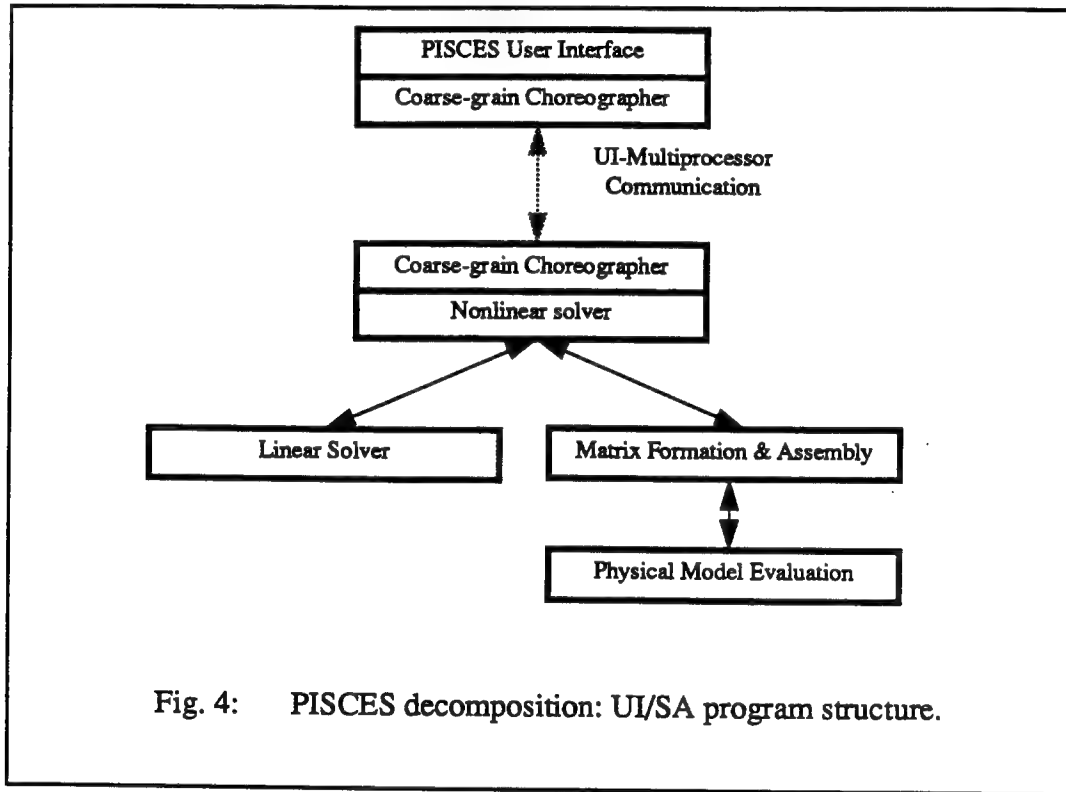 PISCES User Interface
Coarse-grain Choreographer
UI-Multiprocessor
Communication
Coarse-grain Choreographer
Nonlinear solver
Linear Solver
Matrix Formation & Assembly
Physical Model Evaluation
Fig. 4: PISCES decomposition: UI/SA program structure.